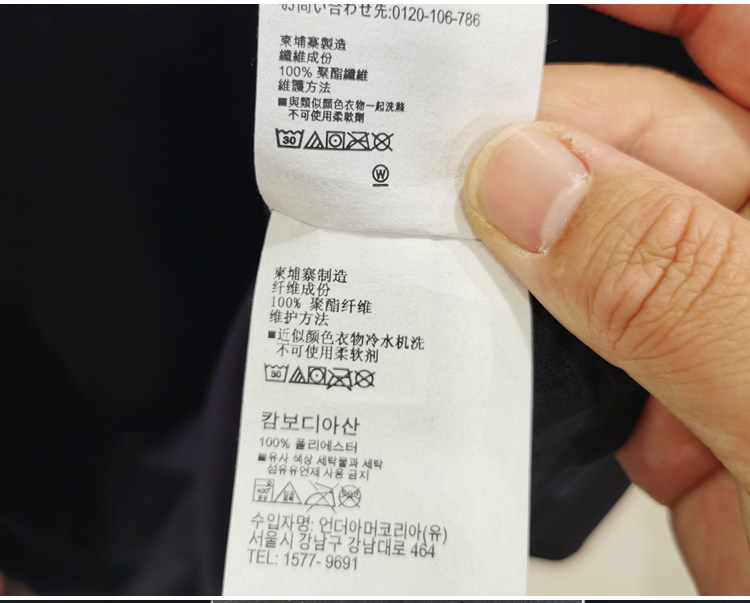 お問い合わせ先:0120-106-786
柬埔寨製造
纖維成份
100% 聚酯纖維
維護方法
■與類似顏色衣物一起洗滌
不可使用柔軟劑
30
W
柬埔寨制造
纤维成份
100% 聚酯纤维
维护方法
■近似颜色衣物冷水机洗
不可使用柔软剂
30
캄보디아산
100% 폴리에스터
■유사 색상 세탁물과 세탁
섬유유연제 사용 금지
수입자명: 언더아머코리아(유)
서울시 강남구 강남대로 464
TEL: 1577- 9691